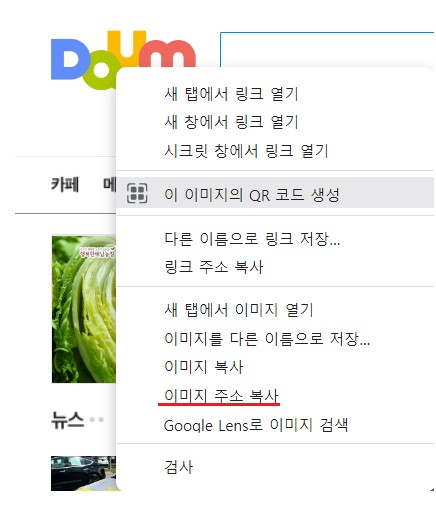 Daum
새 탭에서 링크 열기
새 창에서 링크 열기
시크릿 창에서 링크 열기
카페
메
이 이미지의 QR 코드 생성
다른 이름으로 링크 저장...
링크 주소 복사
새 탭에서 이미지 열기
이미지를 다른 이름으로 저장...
이미지 복사
이미지 주소 복사
Google Lens로 이미지 검색
뉴스
검사